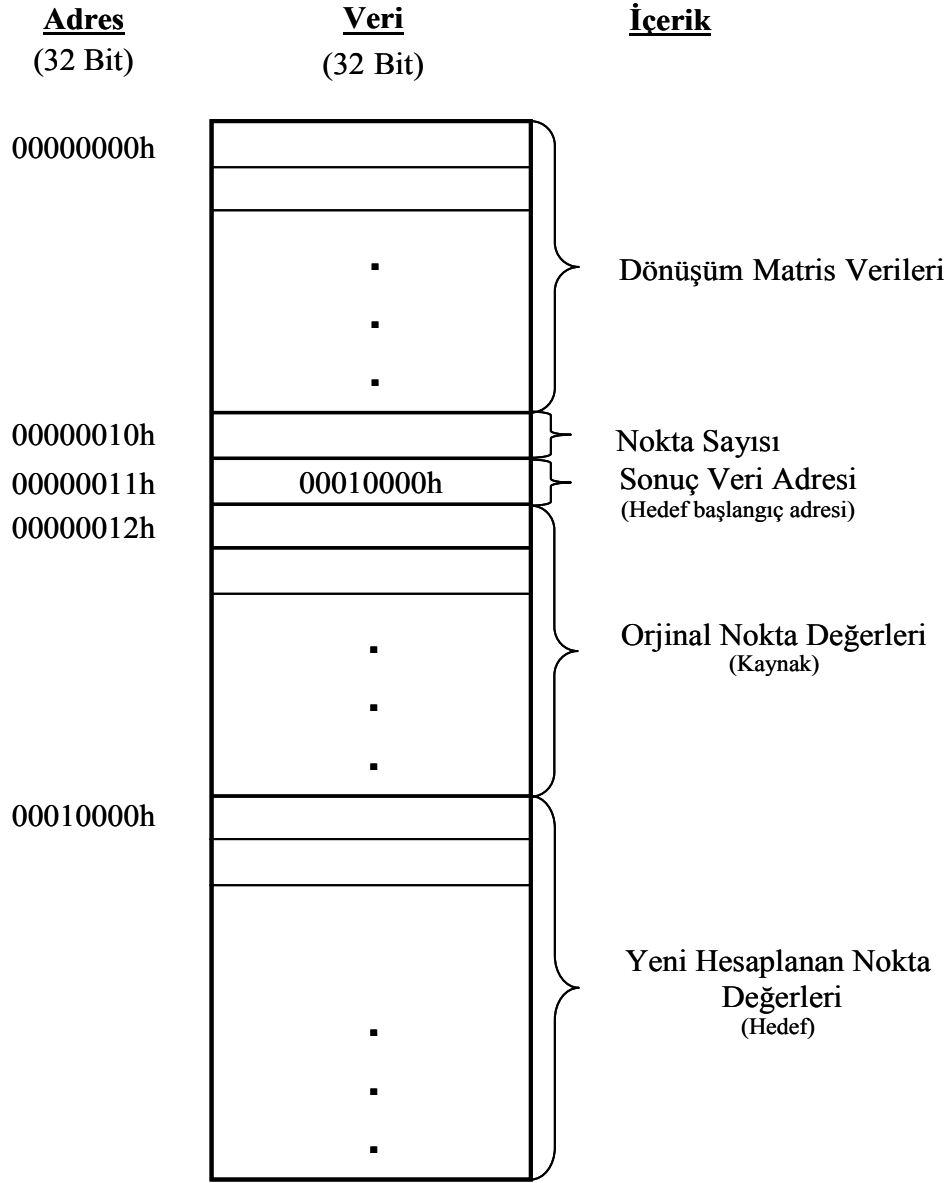 Adres Veri İçerik
(32 Bit) (32 Bit)
00000000h
Dönüşüm Matris Verileri
00000010h Nokta Sayısı
00000011h 00010000h Sonuç Veri Adresi
(Hedef başlangıç adresi)
00000012h
Orjinal Nokta Değerleri
(Kaynak)
00010000h
Yeni Hesaplanan Nokta
Değerleri
(Hedef)